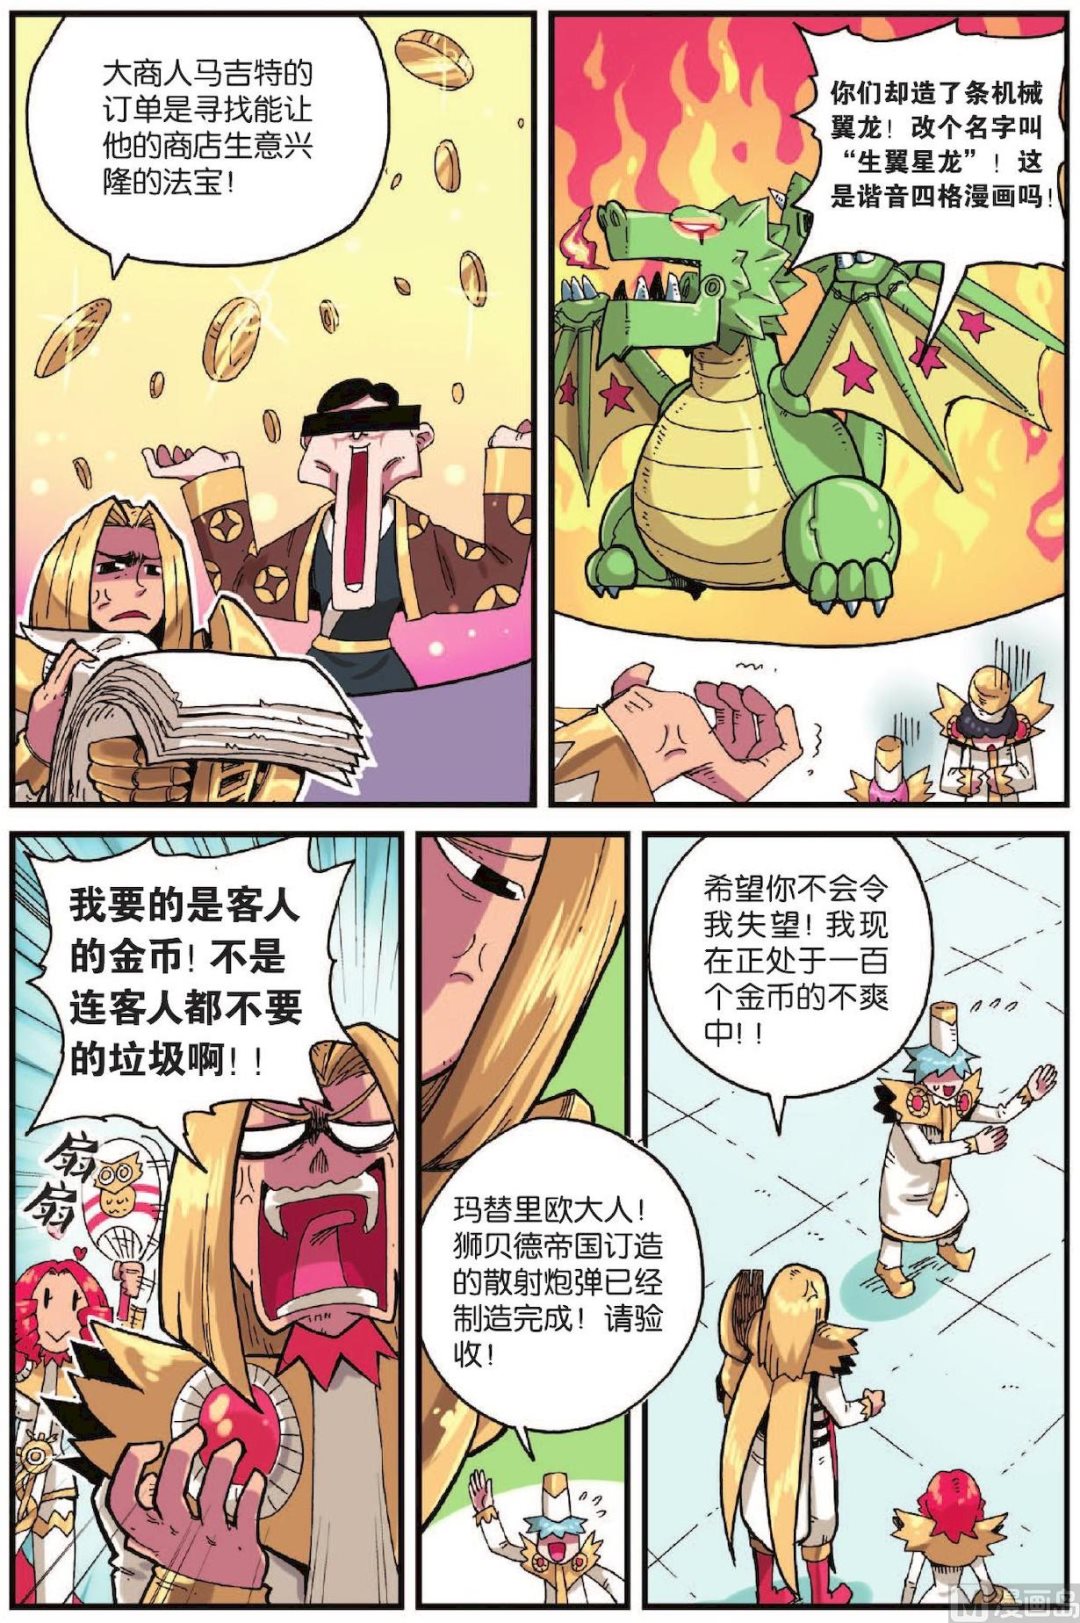 大商人马吉特的
订单是寻找能让
他的商店生意兴
隆的法宝！
你们却造了条机械
翼龙！改个名字叫
“生翼星龙”！这
是谐音四格漫画吗！
我要的是客人
的金币！不是
连客人都不要
的垃圾啊！！
扇
扇
玛替里欧大人！
狮贝德帝国订造
的散射炮弹已经
制造完成！请验
收！
希望你不会令
我失望！我现
在正处于一百
个金币的不爽
中！！
漫画岛